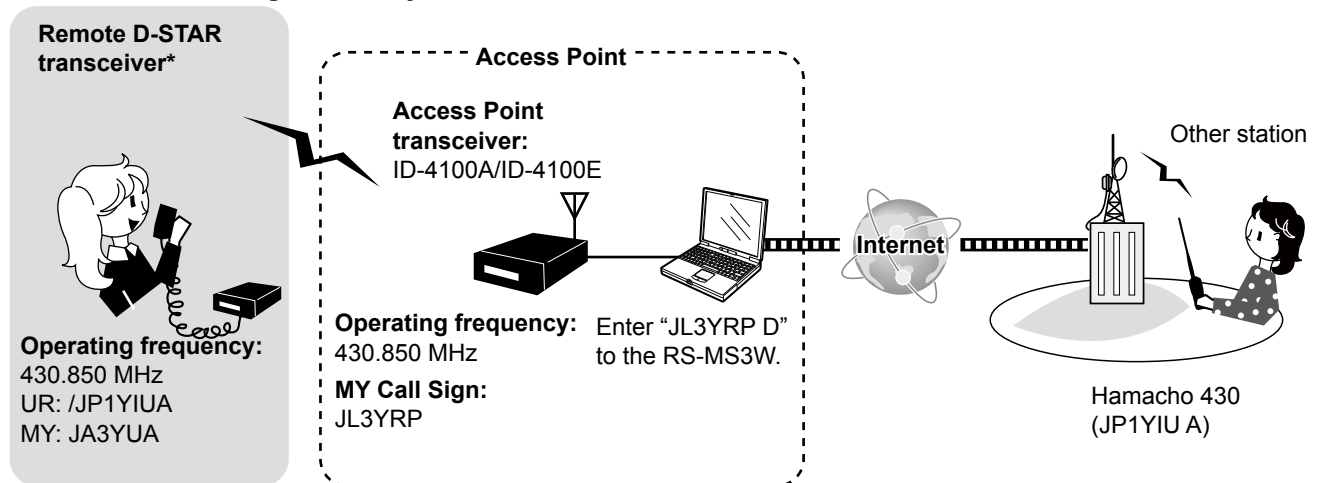 Remote D-STAR
transceiver*
Operating frequency:
430.850 MHz
UR: /JP1YIUA
MY: JA3YUA
Access Point
Access Point
transceiver:
ID-4100A/ID-4100E
Operating frequency:
430.850 MHz
MY Call Sign:
JL3YRP
Enter “JL3YRP D”
to the RS-MS3W.
Internet
Other station
Hamacho 430
(JP1YIU A)